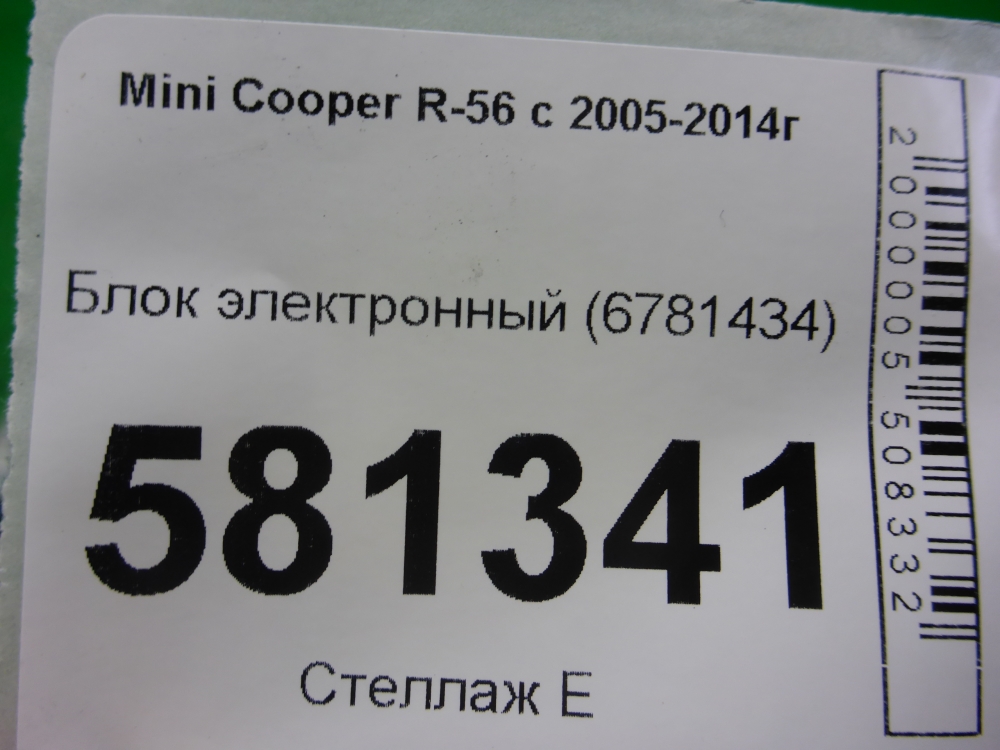 Mini Cooper R-56 с 2005-2014г
Блок электронный (6781434)
581341
Стеллаж Е
2000005508332